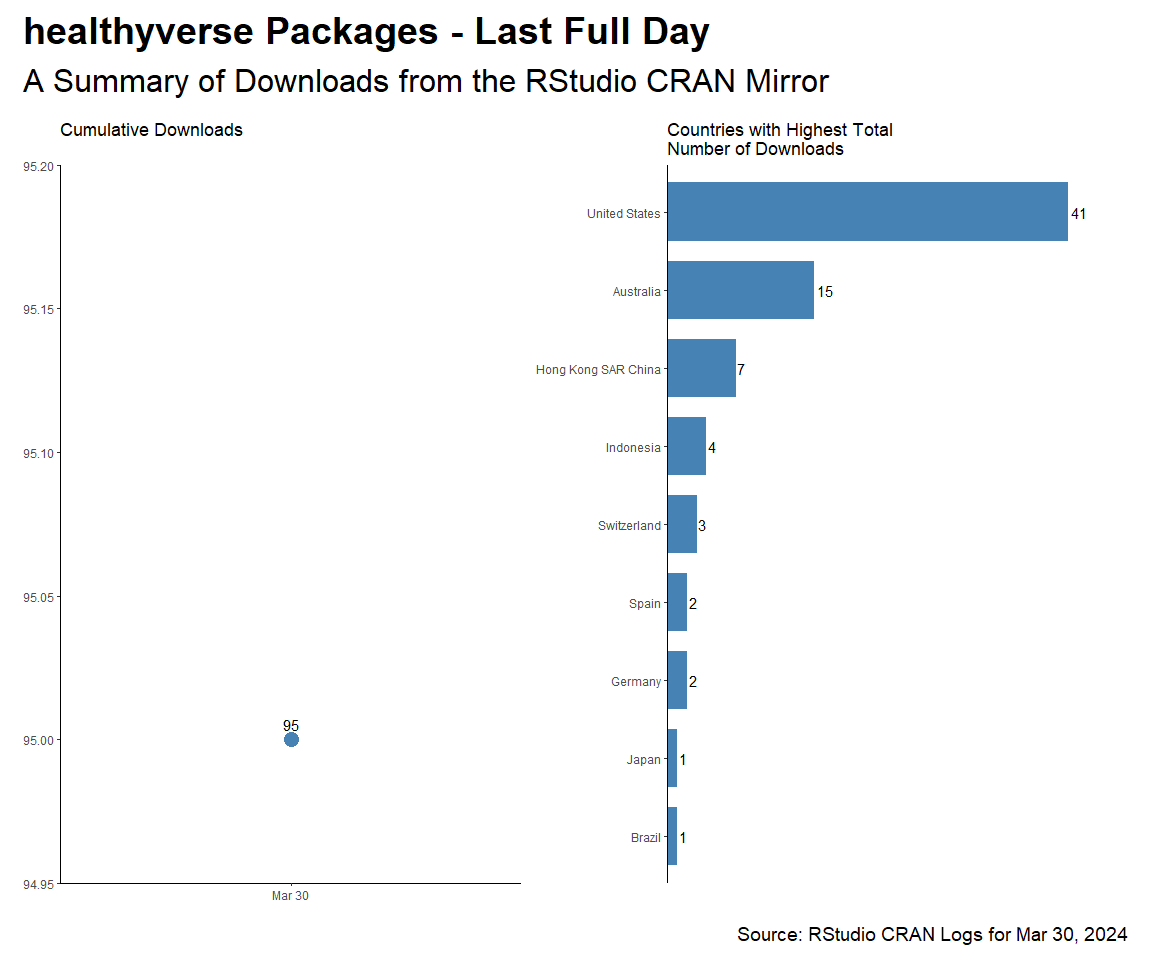 healthyverse Packages - Last Full Day
A Summary of Downloads from the RStudio CRAN Mirror
Cumulative Downloads
95.20
95.15
95.10
95.05
95.00
94.95
95
Mar 30
Countries with Highest Total
Number of Downloads
United States 41
Australia 15
Hong Kong SAR China 7
Indonesia 4
Switzerland 3
Spain 2
Germany 2
Japan 1
Brazil 1
Source: RStudio CRAN Logs for Mar 30, 2024